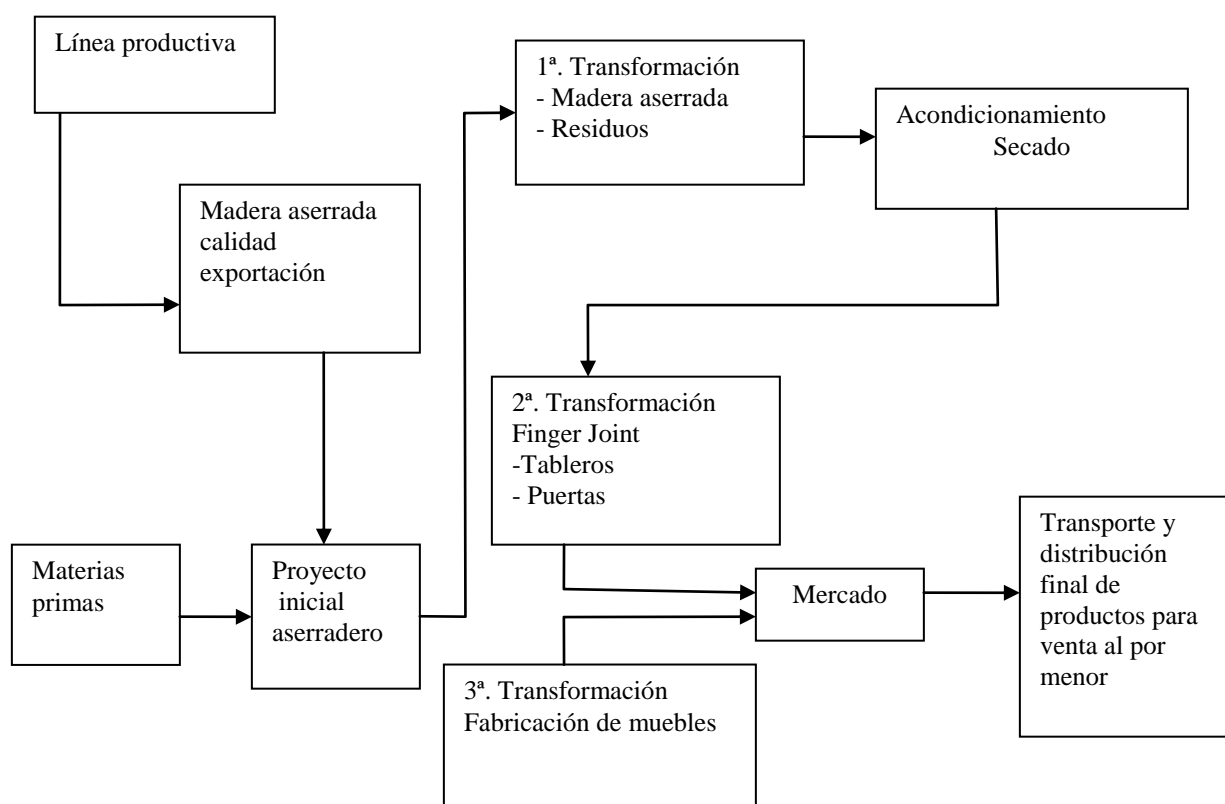 Línea productiva
1ª. Transformación
- Madera aserrada
- Residuos
Acondicionamiento
Secado
Madera aserrada
calidad
exportación
2ª. Transformación
Finger Joint
-Tableros
- Puertas
Materias
primas
Proyecto
inicial
aserradero
Mercado
Transporte y
distribución
final de
productos para
venta al por
menor
3ª. Transformación
Fabricación de muebles